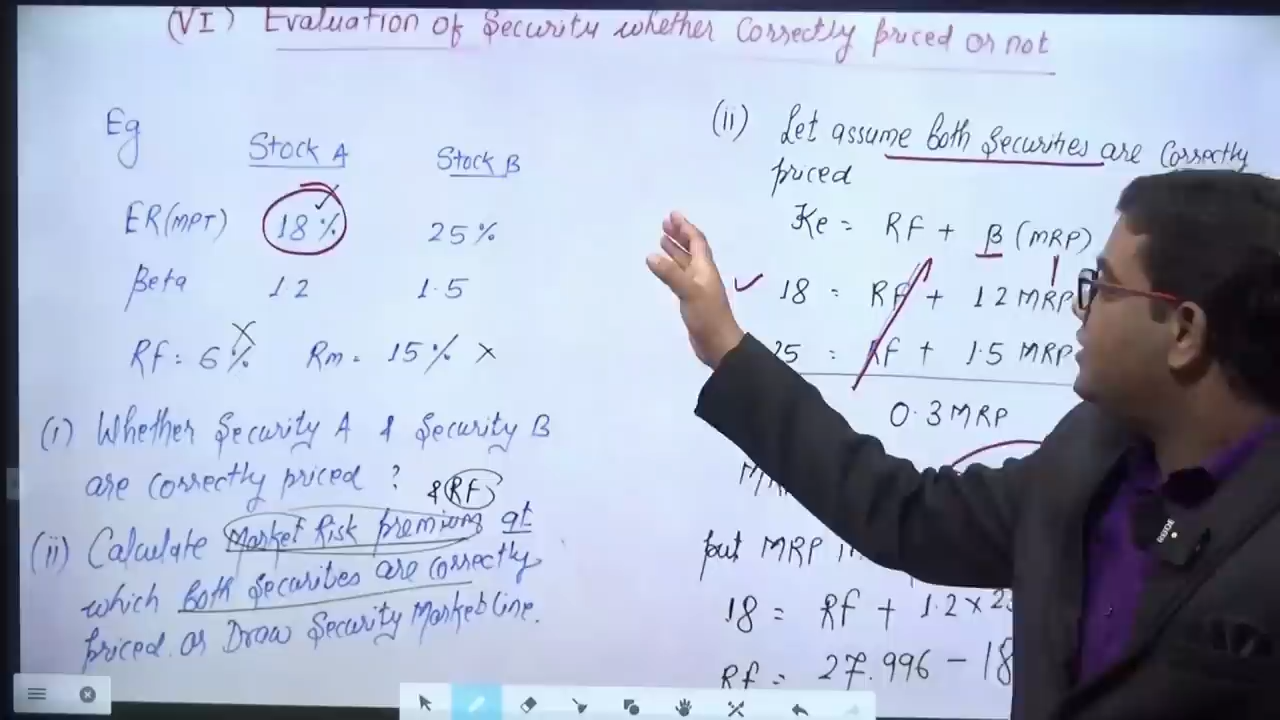 (VI) Evaluation of Security whether Correctly priced or not
Eg
Stock A Stock B
ER(MPT) 18% 25%
Beta 1.2 1.5
Rf = 6% Rm = 15% x
(i) Whether Security A & Security B
are correctly priced ?
& (RF)
(ii) Calculate Market Risk premium at
which both Securities are correctly
priced. or Draw Security Market line.
(ii) Let assume both Securities are Correctly
priced
Ke = RF + β (MRP)
18 = RF + 1.2 MRP
25 = RF + 1.5 MRP
0.3 MRP
put MRP
18 = Rf + 1.2 x 2
Rf = 27.996 - 18
RODE